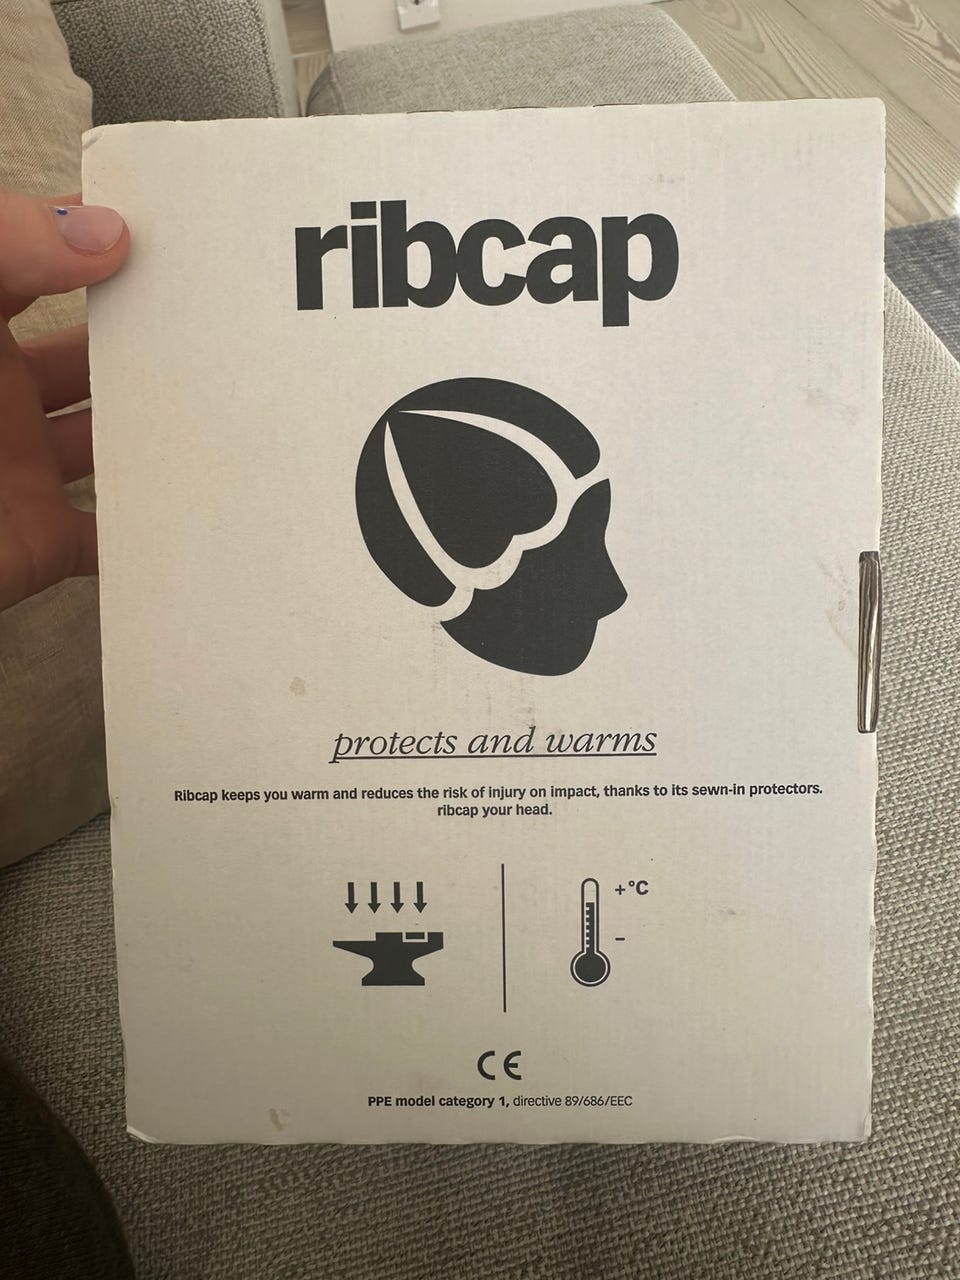 ribcap
protects and warms
Ribcap keeps you warm and reduces the risk of injury on impact, thanks to its sewn-in protectors.
ribcap your head.
+°C
-
CE
PPE model category 1, directive 89/686/EEC